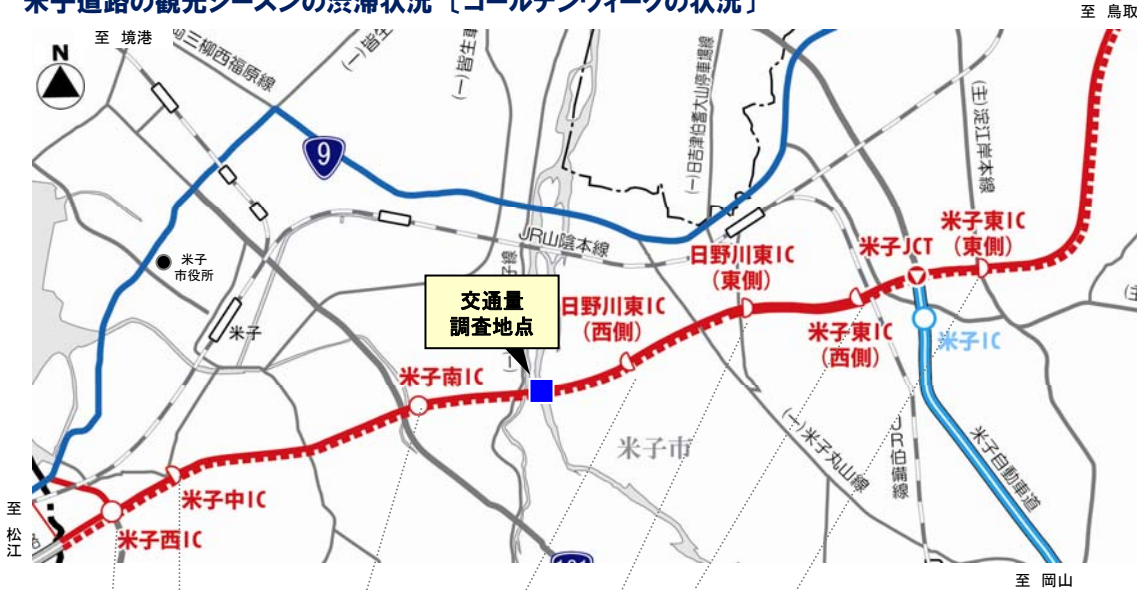 米子道路の観光シーズンの渋滞状況 〔ゴールデンウィークの状況〕
至 鳥取
至 境港
N
三柳西福原線
(一)皆生
(一)皆生
(一)日吉津伯耆大山停車場線
(主)淀江岸本線
9
JR山陰本線
米子
市役所
米子
交通量
調査地点
日野川東IC
(西側)
日野川東IC
(東側)
米子JCT
米子東IC
(東側)
米子東IC
(西側)
米子IC
米子南IC
米子市
(一)米子丸山線
JR伯備線
米子自動車道
米子中IC
米子西IC
至 松江
至 岡山